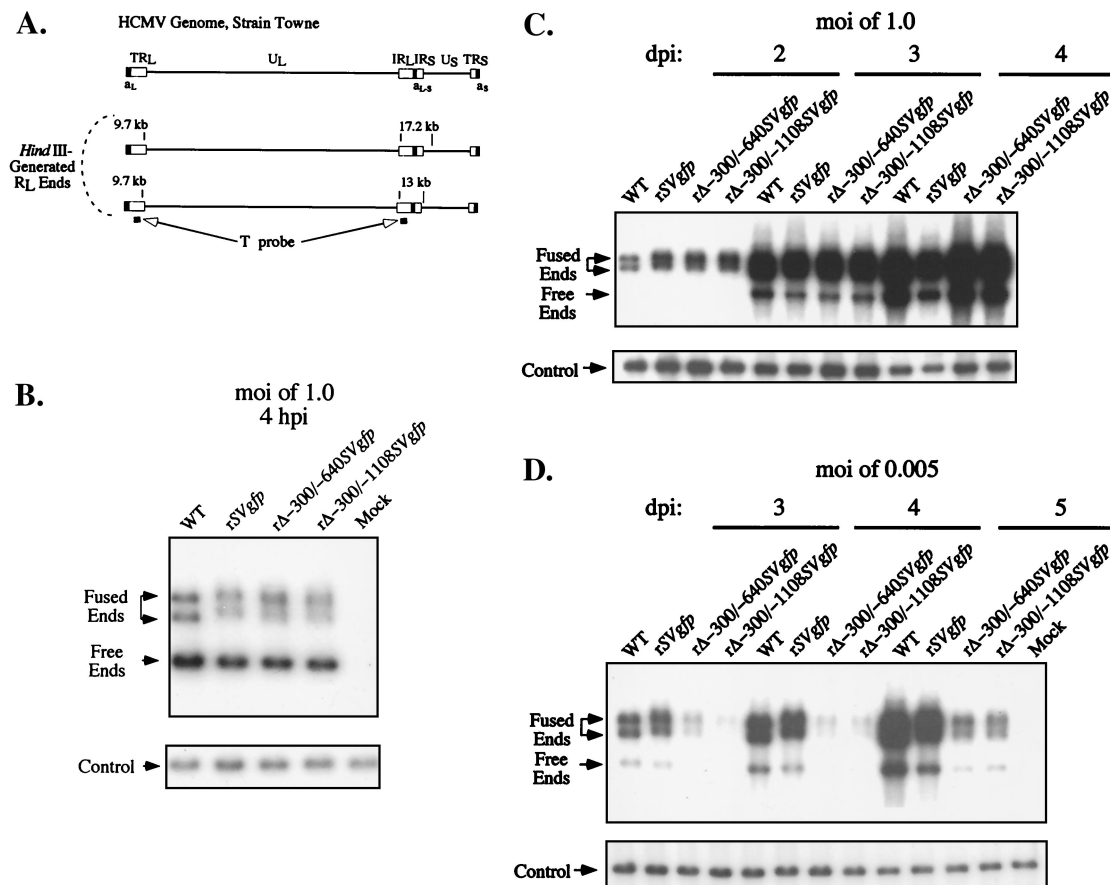 A.
HCMV Genome, Strain Towne
TRL UL IRL IRS US TRS
aL aL-S aS
9.7 kb 17.2 kb
Hind III-
Generated
RL Ends
9.7 kb 13 kb
T probe
B.
moi of 1.0
4 hpi
WT rSVgfp rΔ–300/–640SVgfp rΔ–300/–1108SVgfp Mock
Fused
Ends
Free
Ends
Control
C.
moi of 1.0
dpi: 2 3 4
WT rSVgfp rΔ–300/–640SVgfp rΔ–300/–1108SVgfp WT rSVgfp rΔ–300/–640SVgfp rΔ–300/–1108SVgfp WT rSVgfp rΔ–300/–640SVgfp rΔ–300/–1108SVgfp
Fused
Ends
Free
Ends
Control
D.
moi of 0.005
dpi: 3 4 5
WT rSVgfp rΔ–300/–640SVgfp rΔ–300/–1108SVgfp WT rSVgfp rΔ–300/–640SVgfp rΔ–300/–1108SVgfp WT rSVgfp rΔ–300/–640SVgfp rΔ–300/–1108SVgfp Mock
Fused
Ends
Free
Ends
Control